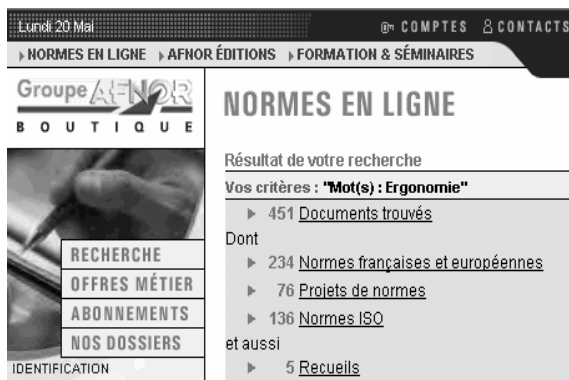 Lundi 20 Mai
COMPTES CONTACTS
NORMES EN LIGNE AFNOR ÉDITIONS FORMATION & SÉMINAIRES
Groupe AFNOR
BOUTIQUE
RECHERCHE
OFFRES MÉTIER
ABONNEMENTS
NOS DOSSIERS
IDENTIFICATION
NORMES EN LIGNE
Résultat de votre recherche
Vos critères : "Mot(s) : Ergonomie"
451 Documents trouvés
Dont
234 Normes françaises et européennes
76 Projets de normes
136 Normes ISO
et aussi
5 Recueils